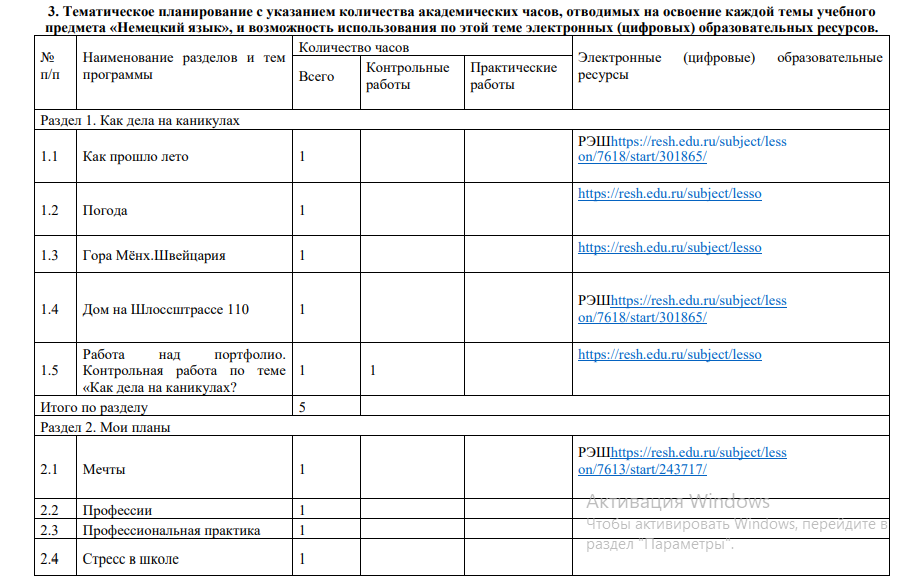 3. Тематическое планирование с указанием количества академических часов, отводимых на освоение каждой темы учебного
предмета «Немецкий язык», и возможность использования по этой теме электронных (цифровых) образовательных ресурсов.
№
п/п
Наименование разделов и тем
программы
Количество часов
Всего
Контрольные
работы
Практические
работы
Электронные (цифровые) образовательные
ресурсы
Раздел 1. Как дела на каникулах
1.1 Как прошло лето 1
РЭШhttps://resh.edu.ru/subject/less
on/7618/start/301865/
1.2 Погода 1
https://resh.edu.ru/subject/lesso
1.3 Гора Мёнх.Швейцария 1
https://resh.edu.ru/subject/lesso
1.4 Дом на Шлоссштрассе 110 1
РЭШhttps://resh.edu.ru/subject/less
on/7618/start/301865/
1.5
Работа над портфолио.
Контрольная работа по теме
«Как дела на каникулах?
1 1
https://resh.edu.ru/subject/lesso
Итого по разделу 5
Раздел 2. Мои планы
2.1 Мечты 1
РЭШhttps://resh.edu.ru/subject/less
on/7613/start/243717/
2.2 Профессии 1
2.3 Профессиональная практика 1
2.4 Стресс в школе 1
Активация Windows
Чтобы активировать Windows, перейдите в
раздел "Параметры".